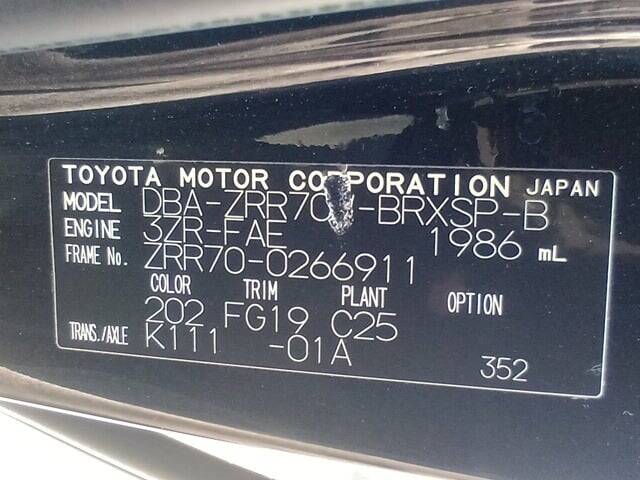 TOYOTA MOTOR CORPORATION JAPAN
MODEL DBA-ZRR70W-BRXSP-B
ENGINE 3ZR-FAE 1986 mL
FRAME No. ZRR70-0266911
COLOR TRIM PLANT OPTION
202 FG19 C25
TRANS./AXLE K111 -01A
352